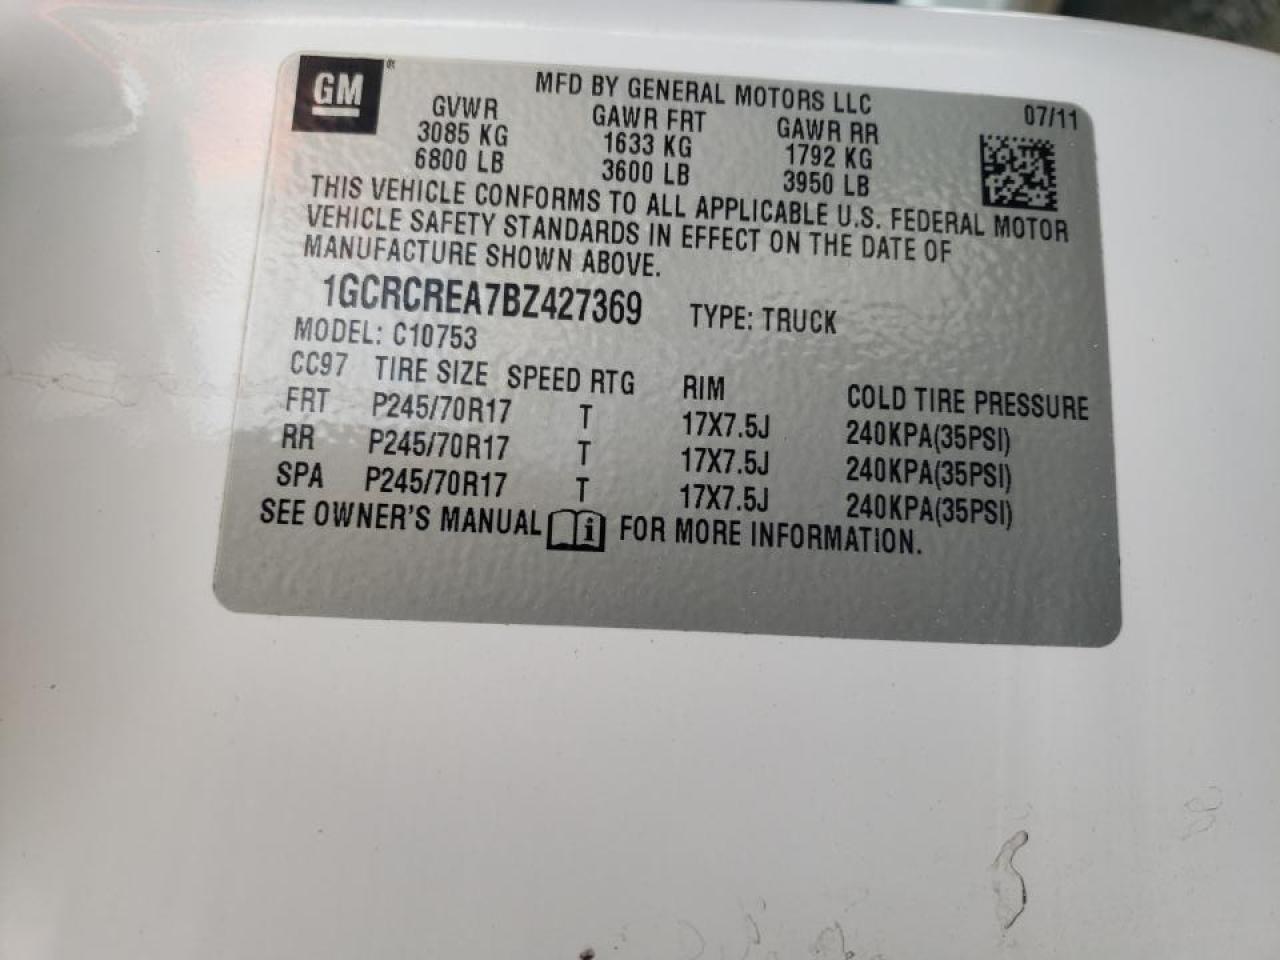 GM
MFD BY GENERAL MOTORS LLC 07/11
GVWR GAWR FRT GAWR RR
3085 KG 1633 KG 1792 KG
6800 LB 3600 LB 3950 LB
THIS VEHICLE CONFORMS TO ALL APPLICABLE U.S. FEDERAL MOTOR
VEHICLE SAFETY STANDARDS IN EFFECT ON THE DATE OF
MANUFACTURE SHOWN ABOVE.
1GCRCREA7BZ427369 TYPE: TRUCK
MODEL: C10753
CC97 TIRE SIZE SPEED RTG RIM COLD TIRE PRESSURE
FRT P245/70R17 T 17X7.5J 240KPA(35PSI)
RR P245/70R17 T 17X7.5J 240KPA(35PSI)
SPA P245/70R17 T 17X7.5J 240KPA(35PSI)
SEE OWNER'S MANUAL i FOR MORE INFORMATION.